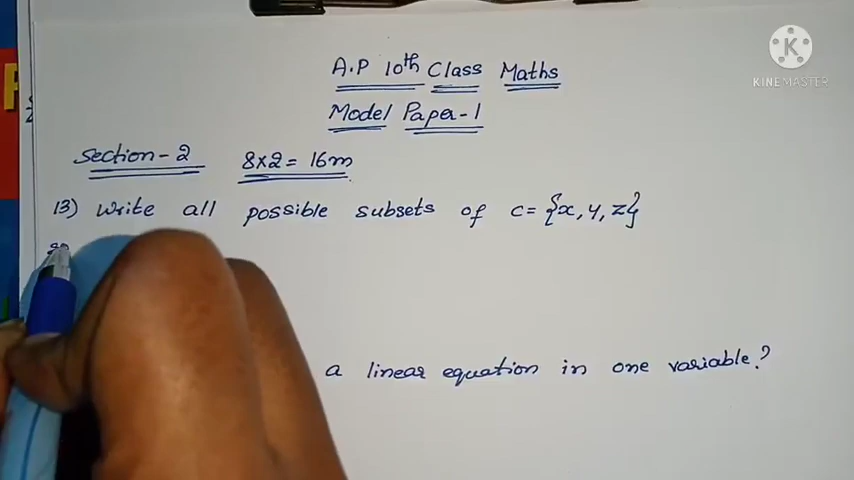 A.P 10th Class Maths
Model Paper-1
Section-2 8x2= 16m
13) Write all possible subsets of c= {x, y, z}
a linear equation in one variable?
KINEMASTER